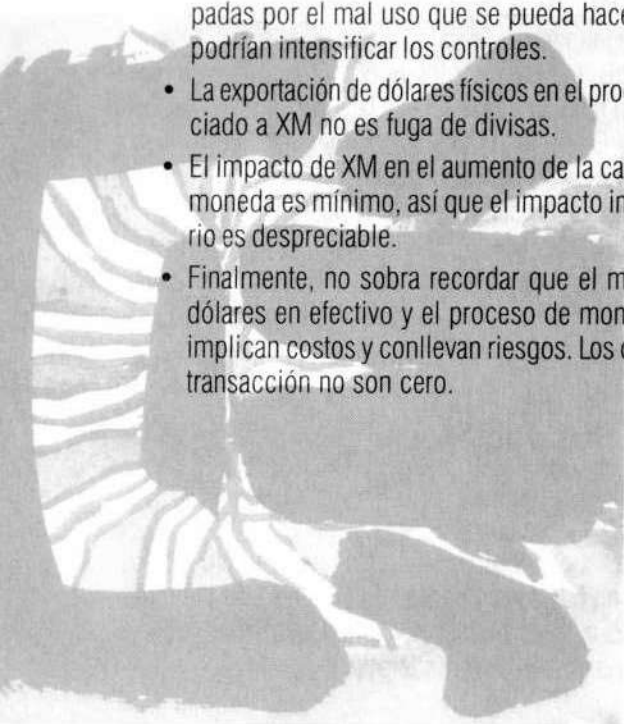 padas por el mal uso que se pueda hace
podrían intensificar los controles.
• La exportación de dólares físicos en el pro
ciado a XM no es fuga de divisas.
• El impacto de XM en el aumento de la ca
moneda es mínimo, así que el impacto in
rio es despreciable.
• Finalmente, no sobra recordar que el m
dólares en efectivo y el proceso de mon
implican costos y conllevan riesgos. Los c
transacción no son cero.